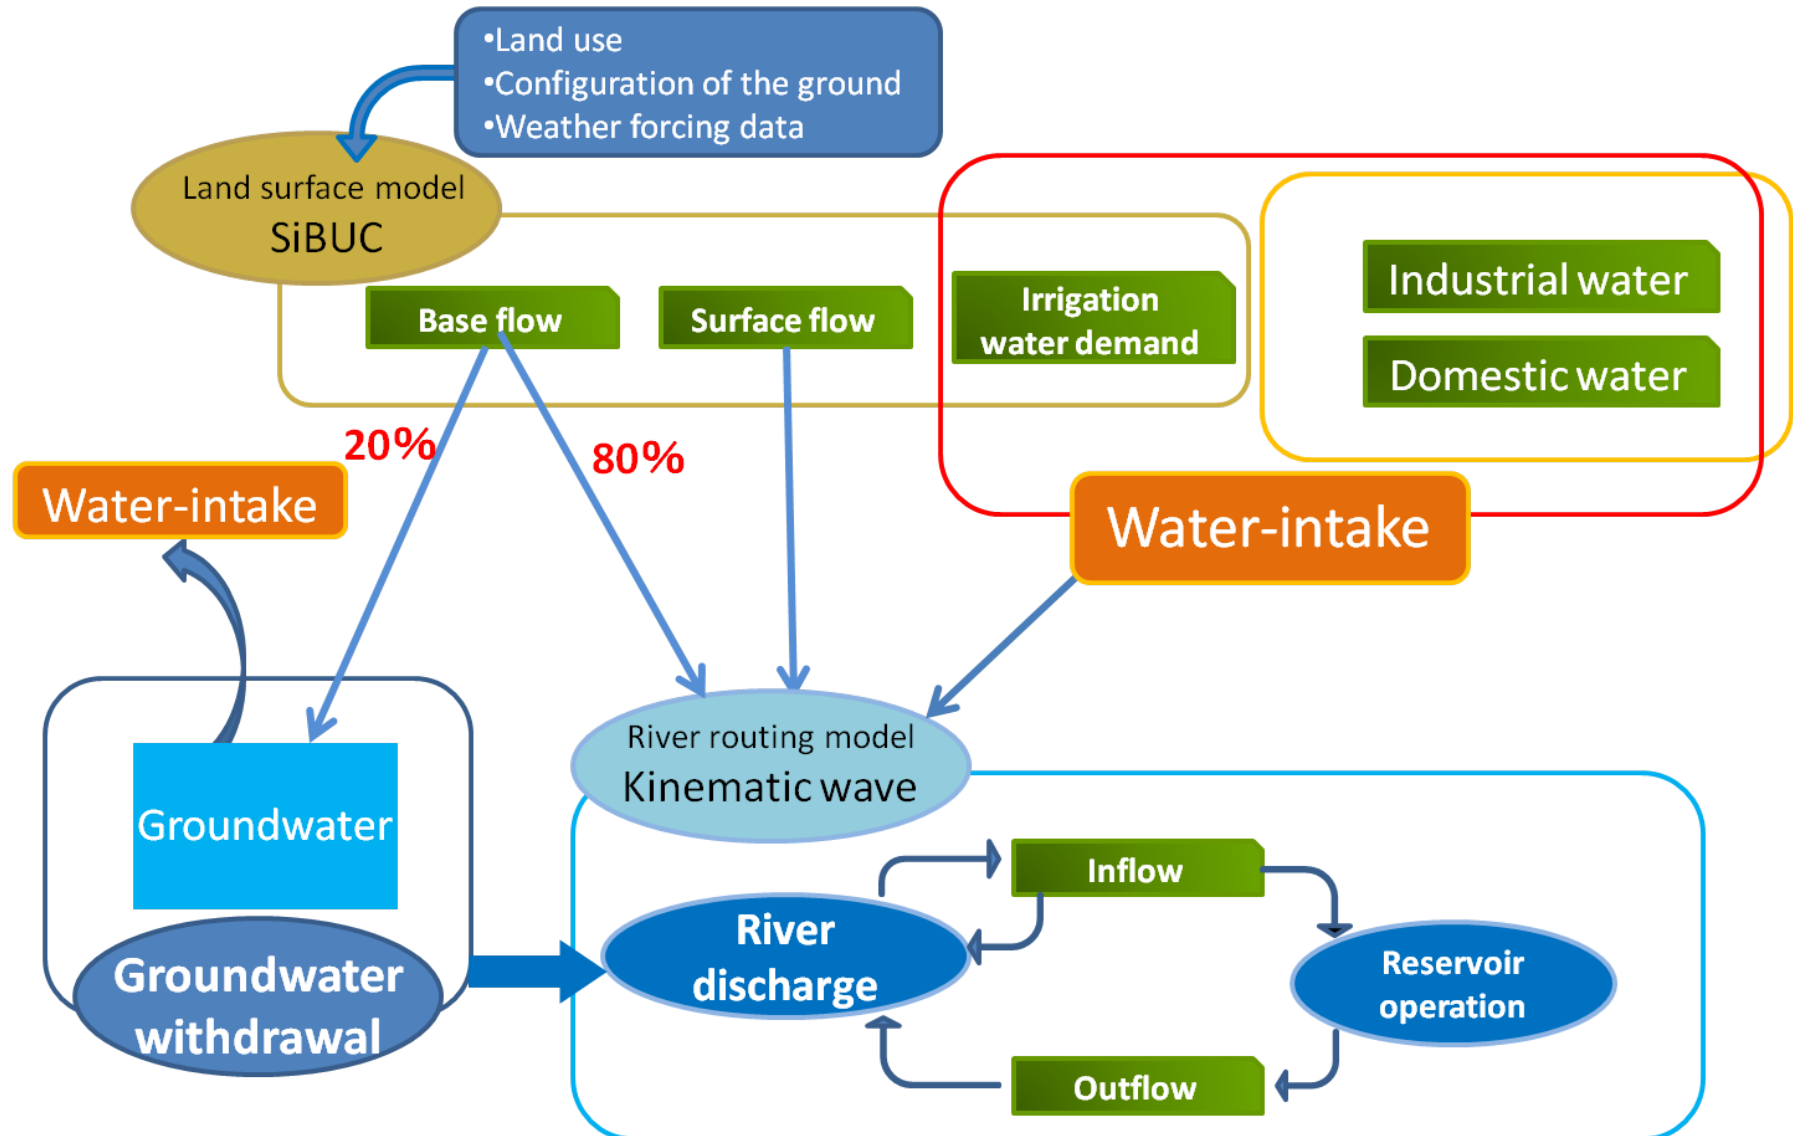 •Land use
•Configuration of the ground
•Weather forcing data
Land surface model
SiBUC
Base flow
Surface flow
Irrigation
water demand
Industrial water
Domestic water
20%
80%
Water-intake
Water-intake
River routing model
Kinematic wave
Groundwater
Inflow
River
discharge
Reservoir
operation
Groundwater
withdrawal
Outflow